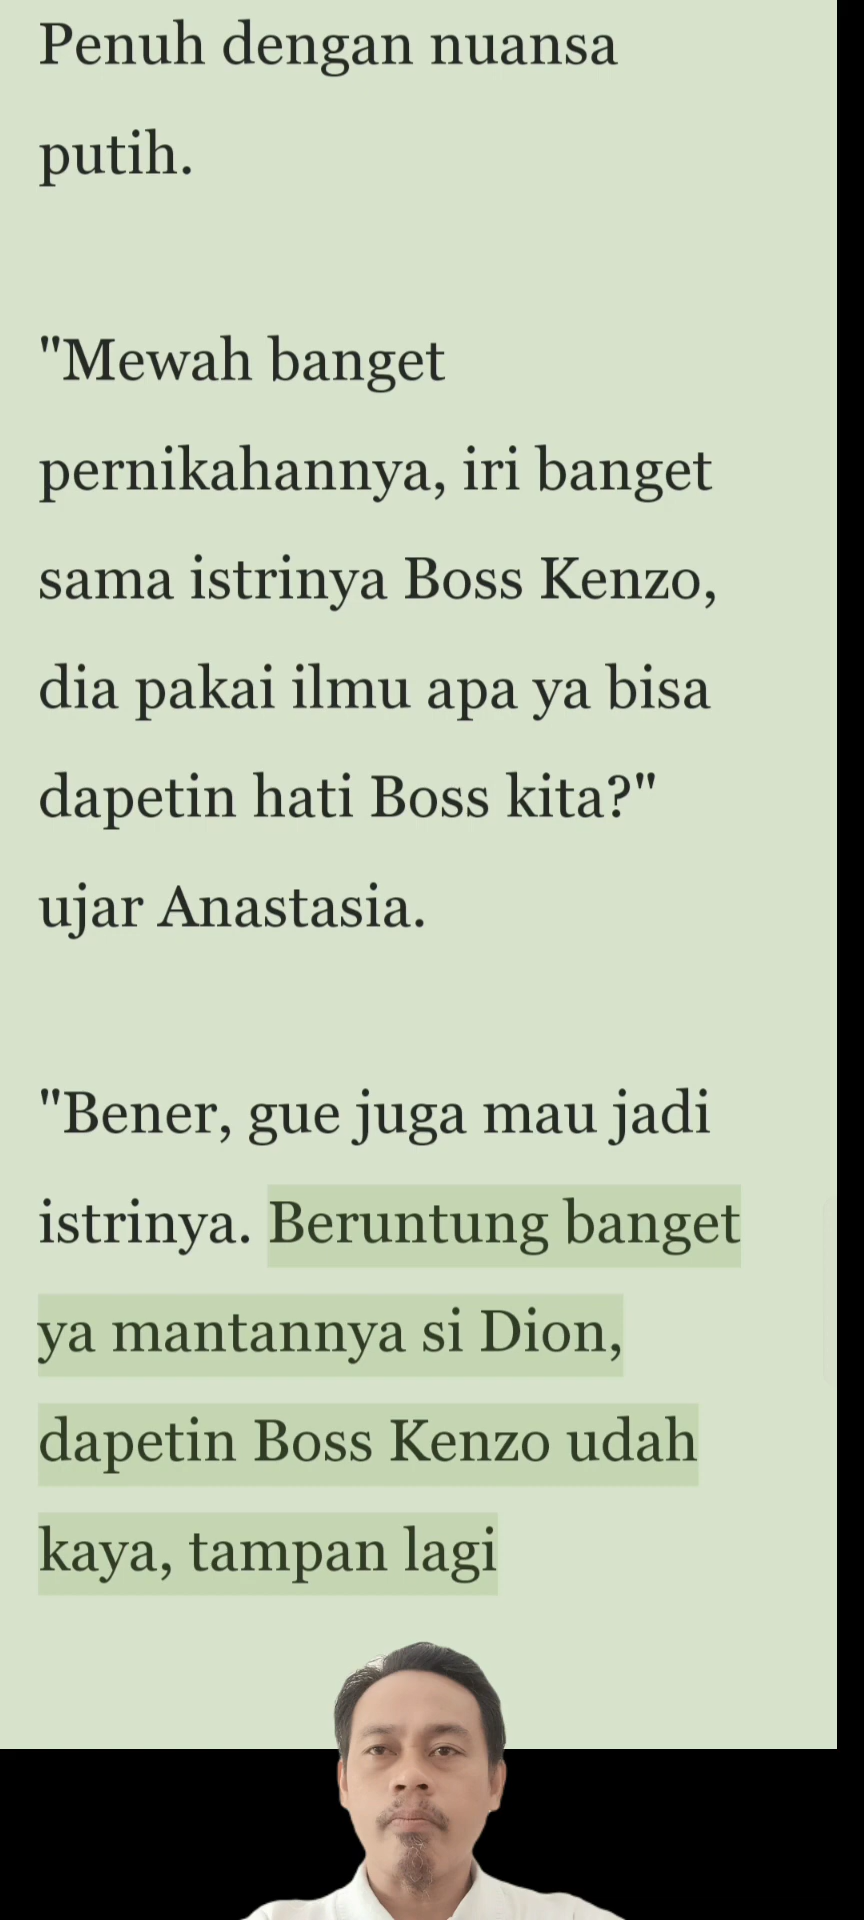 Penuh dengan nuansa
putih.
"Mewah banget
pernikahannya, iri banget
sama istrinya Boss Kenzo,
dia pakai ilmu apa ya bisa
dapetin hati Boss kita?"
ujar Anastasia.
"Bener, gue juga mau jadi
istrinya. Beruntung banget
ya mantannya si Dion,
dapetin Boss Kenzo udah
kaya, tampan lagi